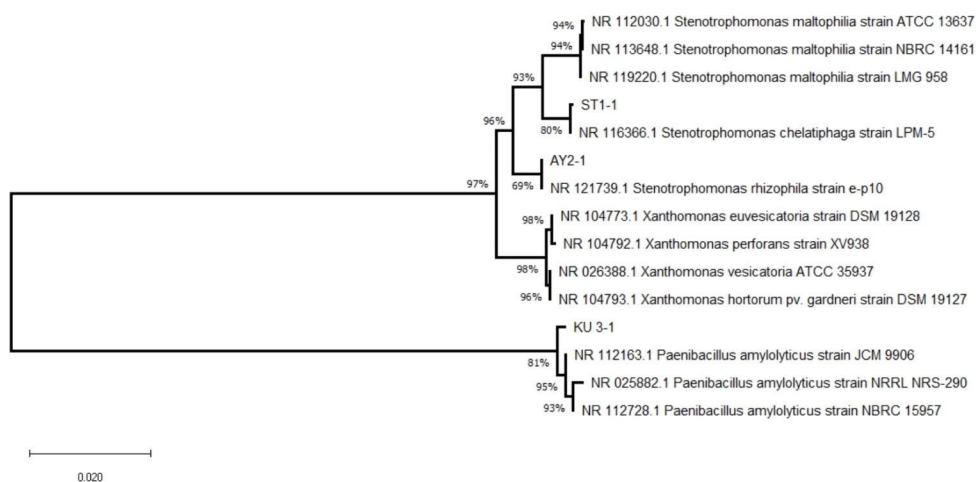 94%
NR 112030.1 Stenotrophomonas maltophilia strain ATCC 13637
94%
NR 113648.1 Stenotrophomonas maltophilia strain NBRC 14161
93%
NR 119220.1 Stenotrophomonas maltophilia strain LMG 958
ST1-1
96%
80%
NR 116366.1 Stenotrophomonas chelatiphaga strain LPM-5
AY2-1
97%
69%
NR 121739.1 Stenotrophomonas rhizophila strain e-p10
98%
NR 104773.1 Xanthomonas euvesicatoria strain DSM 19128
NR 104792.1 Xanthomonas perforans strain XV938
98%
NR 026388.1 Xanthomonas vesicatoria ATCC 35937
96%
NR 104793.1 Xanthomonas hortorum pv. gardneri strain DSM 19127
KU 3-1
81%
NR 112163.1 Paenibacillus amylolyticus strain JCM 9906
95%
NR 025882.1 Paenibacillus amylolyticus strain NRRL NRS-290
93%
NR 112728.1 Paenibacillus amylolyticus strain NBRC 15957
0.020